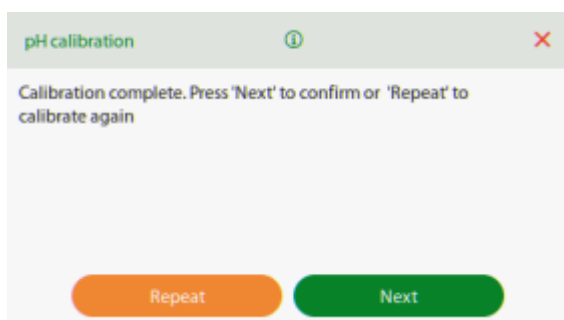 pH calibration
Calibration complete. Press 'Next' to confirm or 'Repeat' to
calibrate again
Repeat
Next